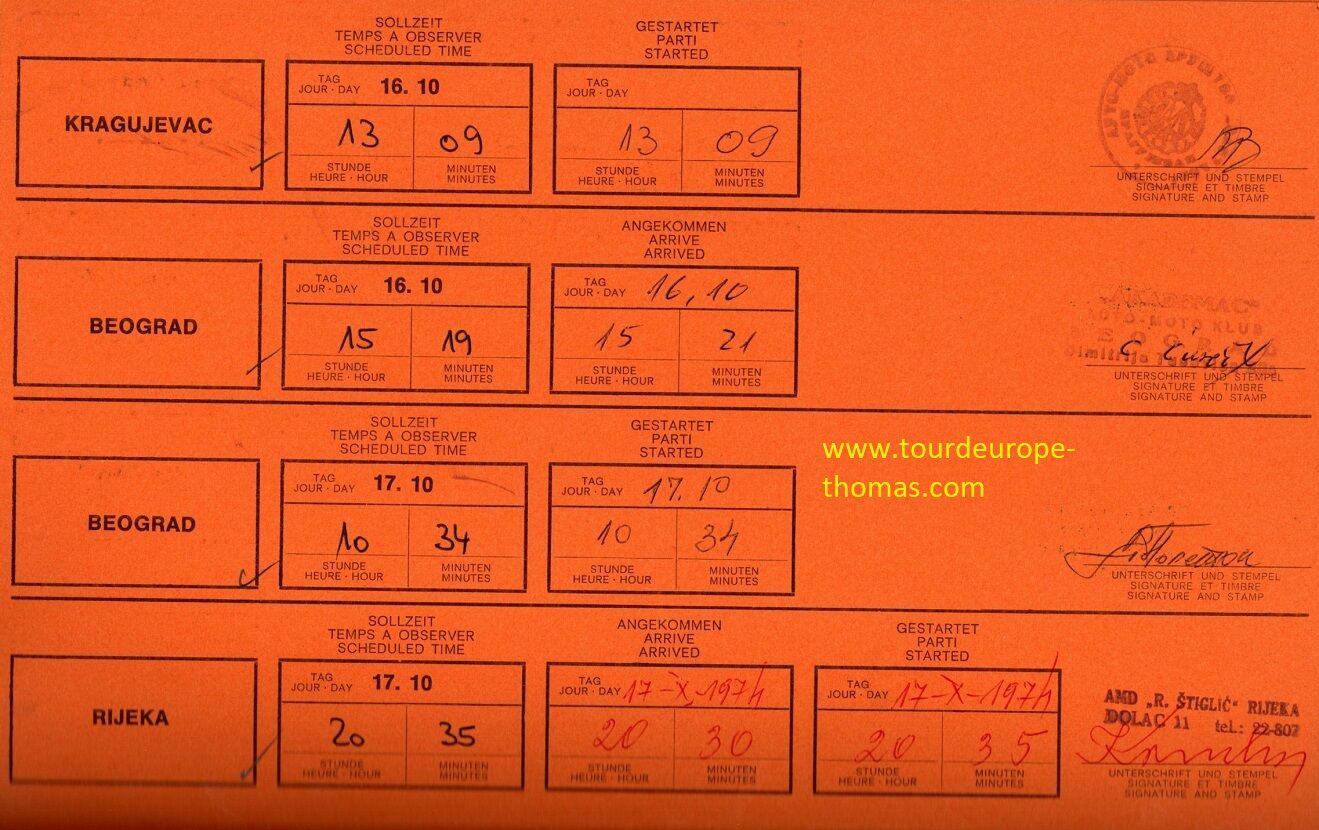 SOLLZEIT
TEMPS A OBSERVER
SCHEDULED TIME
GESTARTET
PARTI
STARTED
KRAGUJEVAC
TAG
JOUR · DAY 16. 10
TAG
JOUR · DAY
13 09
13 09
STUNDE
HEURE · HOUR
MINUTEN
MINUTES
STUNDE
HEURE · HOUR
MINUTEN
MINUTES
UNTERSCHRIFT UND STEMPEL
SIGNATURE ET TIMBRE
SIGNATURE AND STAMP
SOLLZEIT
TEMPS A OBSERVER
SCHEDULED TIME
ANGEKOMMEN
ARRIVE
ARRIVED
BEOGRAD
TAG
JOUR · DAY 16. 10
TAG
JOUR · DAY 16, 10
15 19
15 21
STUNDE
HEURE · HOUR
MINUTEN
MINUTES
STUNDE
HEURE · HOUR
MINUTEN
MINUTES
AUTO-MOTO KLUB
UNTERSCHRIFT UND STEMPEL
SIGNATURE ET TIMBRE
SIGNATURE AND STAMP
SOLLZEIT
TEMPS A OBSERVER
SCHEDULED TIME
GESTARTET
PARTI
STARTED
www.tourdeurope-
thomas.com
BEOGRAD
TAG
JOUR · DAY 17. 10
TAG
JOUR · DAY 17. 10
10 34
10 34
STUNDE
HEURE · HOUR
MINUTEN
MINUTES
STUNDE
HEURE · HOUR
MINUTEN
MINUTES
UNTERSCHRIFT UND STEMPEL
SIGNATURE ET TIMBRE
SIGNATURE AND STAMP
SOLLZEIT
TEMPS A OBSERVER
SCHEDULED TIME
ANGEKOMMEN
ARRIVE
ARRIVED
GESTARTET
PARTI
STARTED
RIJEKA
TAG
JOUR · DAY 17. 10
TAG
JOUR · DAY 17-X-1974
TAG
JOUR · DAY 17-X-1974
20 35
20 30
20 35
STUNDE
HEURE · HOUR
MINUTEN
MINUTES
STUNDE
HEURE · HOUR
MINUTEN
MINUTES
STUNDE
HEURE · HOUR
MINUTEN
MINUTES
AMD „R. ŠTIGLIĆ" RIJEKA
DOLAC 11 tel.: 22-807
UNTERSCHRIFT UND STEMPEL
SIGNATURE ET TIMBRE
SIGNATURE AND STAMP